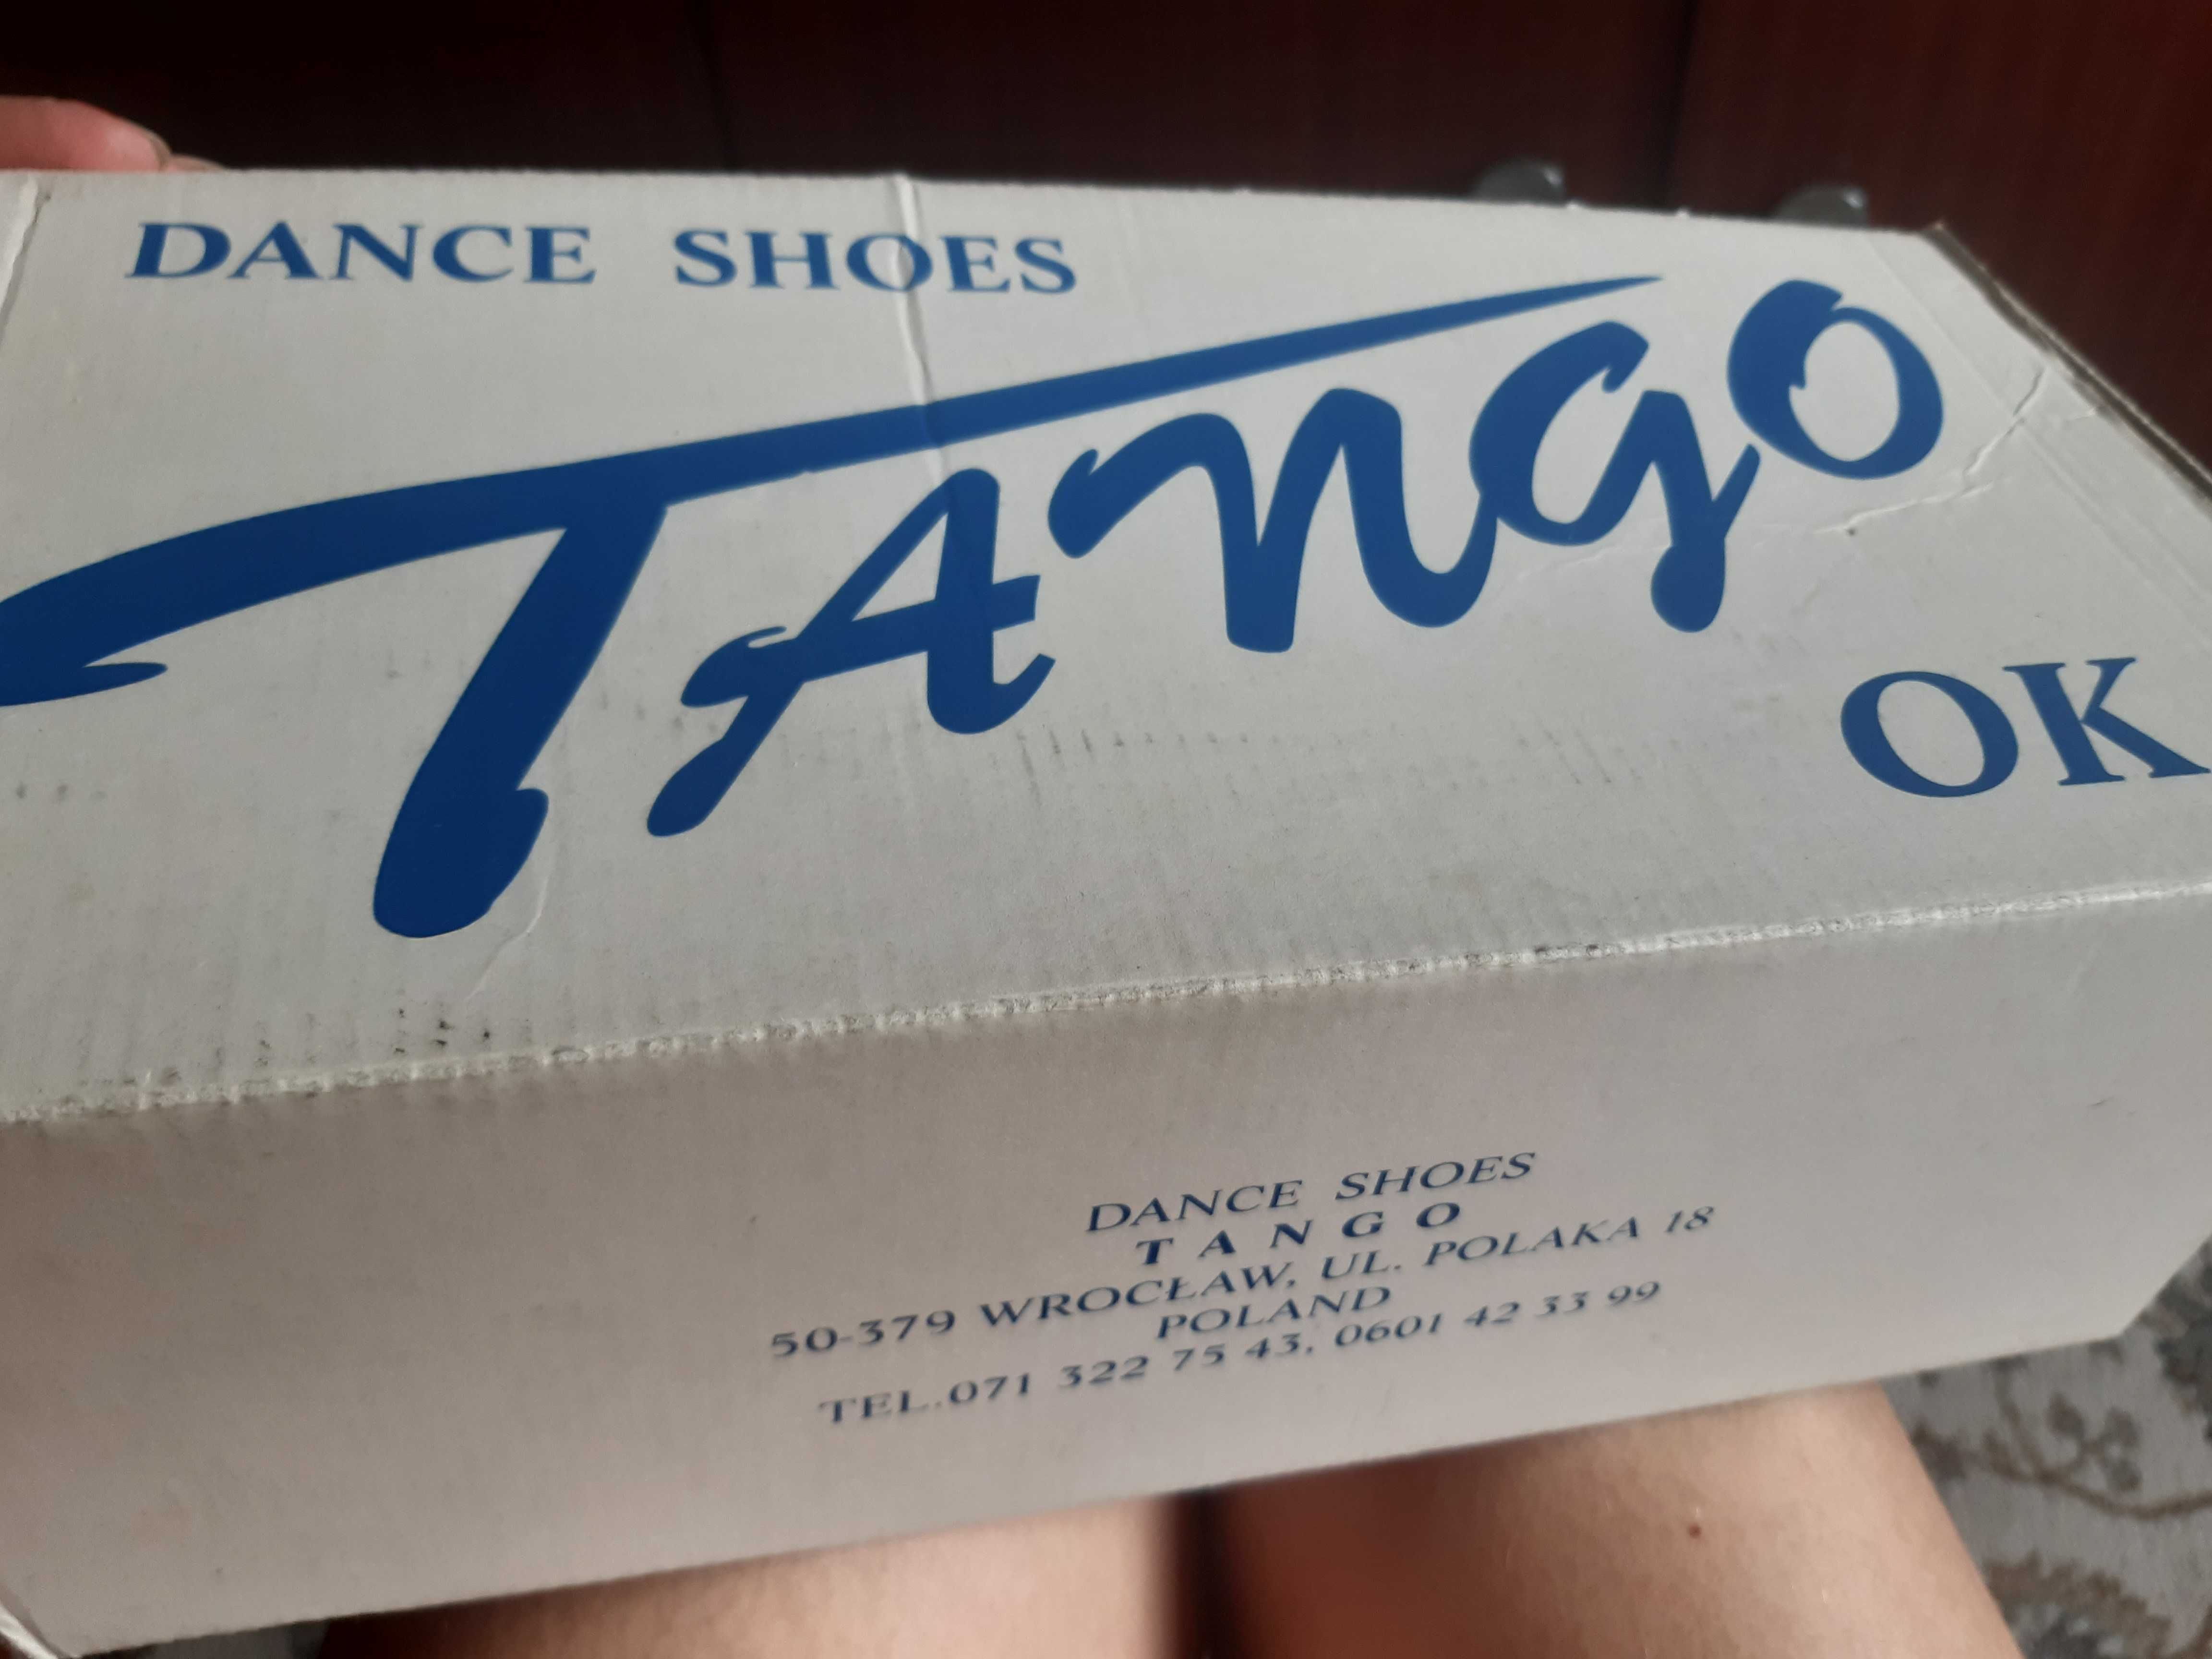 DANCE SHOES
TANGO
OK
DANCE SHOES
TANGO
50-379 WROCŁAW, UL. POLAKA 18
POLAND
TEL.071 322 75 43, 0601 42 33 99